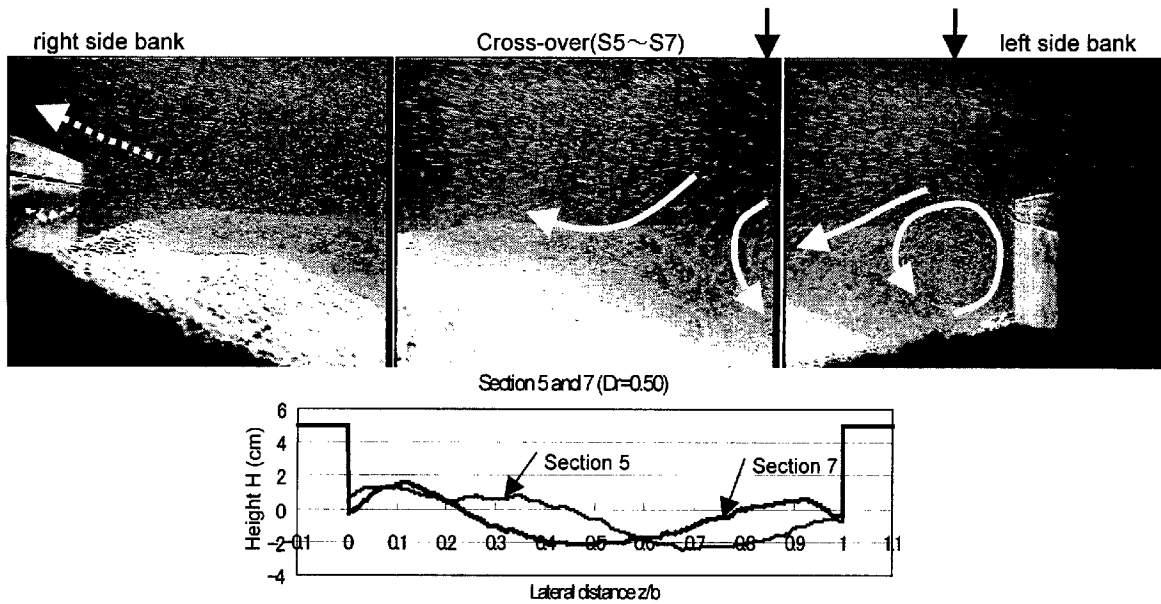 right side bank
Cross-over(S5～S7)
left side bank
Section 5 and 7 (Dr=0.50)
Height H (cm)
6
4
2
0
-2
-4
Section 5
Section 7
0.1 0 0.1 0.2 0.3 0.4 0.5 0.6 0.7 0.8 0.9 1 1.1
Lateral distance z/b